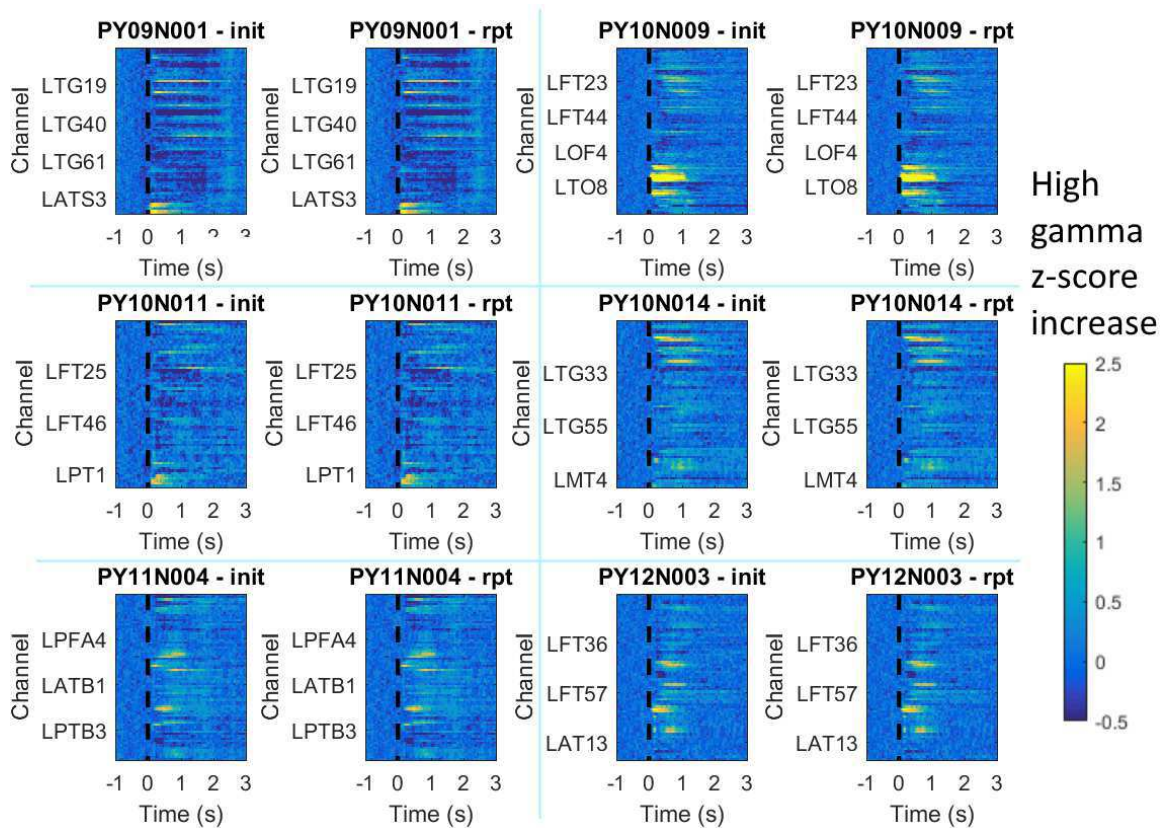 PY09N001 - init
PY09N001 - rpt
PY10N009 - init
PY10N009 - rpt
Channel
LTG19
LTG40
LTG61
LATS3
-1 0 1 2 3
Time (s)
Channel
LTG19
LTG40
LTG61
LATS3
-1 0 1 2 3
Time (s)
Channel
LFT23
LFT44
LOF4
LTO8
-1 0 1 2 3
Time (s)
Channel
LFT23
LFT44
LOF4
LTO8
-1 0 1 2 3
Time (s)
High
gamma
z-score
increase
2.5
2
1.5
1
0.5
0
-0.5
PY10N011 - init
PY10N011 - rpt
PY10N014 - init
PY10N014 - rpt
Channel
LFT25
LFT46
LPT1
-1 0 1 2 3
Time (s)
Channel
LFT25
LFT46
LPT1
-1 0 1 2 3
Time (s)
Channel
LTG33
LTG55
LMT4
-1 0 1 2 3
Time (s)
Channel
LTG33
LTG55
LMT4
-1 0 1 2 3
Time (s)
PY11N004 - init
PY11N004 - rpt
PY12N003 - init
PY12N003 - rpt
Channel
LPFA4
LATB1
LPTB3
-1 0 1 2 3
Time (s)
Channel
LPFA4
LATB1
LPTB3
-1 0 1 2 3
Time (s)
Channel
LFT36
LFT57
LAT13
-1 0 1 2 3
Time (s)
Channel
LFT36
LFT57
LAT13
-1 0 1 2 3
Time (s)